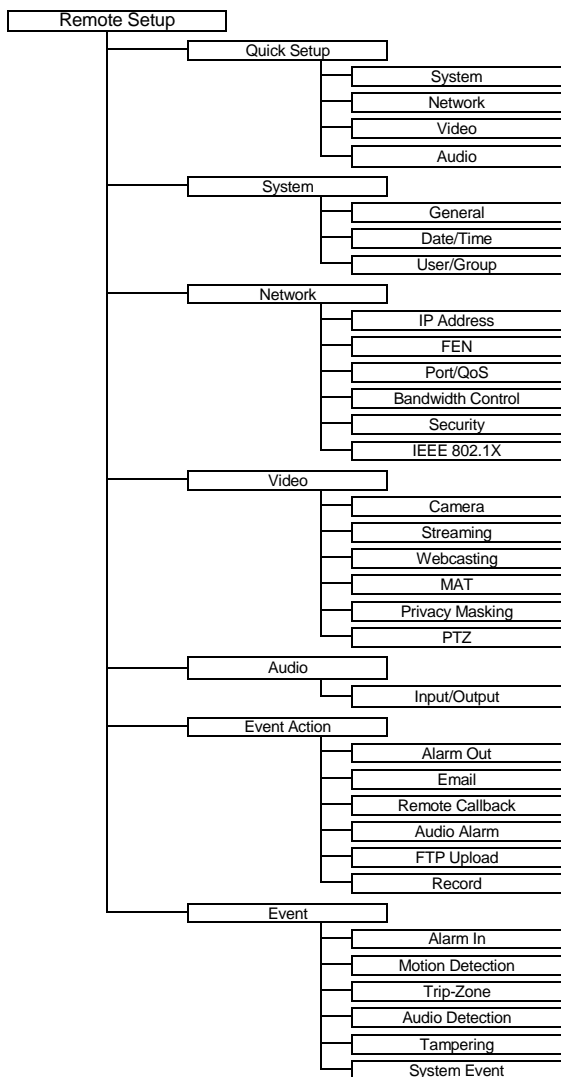 Remote Setup
Quick Setup
System
Network
Video
Audio
System
General
Date/Time
User/Group
Network
IP Address
FEN
Port/QoS
Bandwidth Control
Security
IEEE 802.1X
Video
Camera
Streaming
Webcasting
MAT
Privacy Masking
PTZ
Audio
Input/Output
Event Action
Alarm Out
Email
Remote Callback
Audio Alarm
FTP Upload
Record
Event
Alarm In
Motion Detection
Trip-Zone
Audio Detection
Tampering
System Event